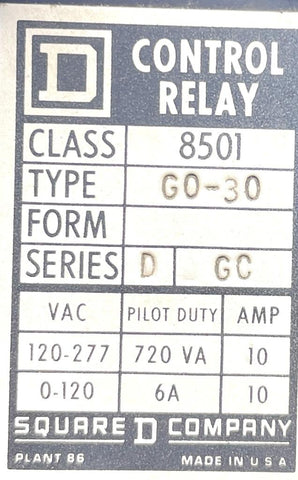 D CONTROL
RELAY
CLASS 8501
TYPE GO-30
FORM
SERIES D GC
VAC PILOT DUTY AMP
120-277 720 VA 10
0-120 6A 10
SQUARE D COMPANY
PLANT 86 MADE IN U S A